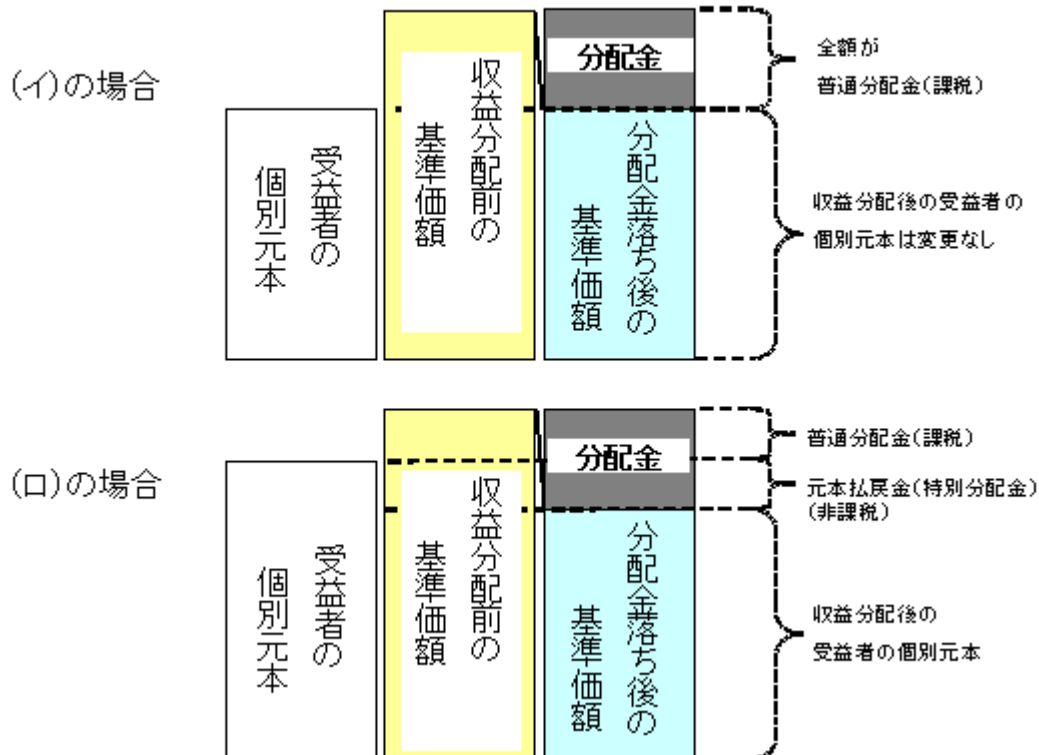 (イ)の場合
受益者の
個別元本
収益分配前の
基準価額
分配金
分配金落ち後の
基準価額
全額が
普通分配金(課税)
収益分配後の受益者の
個別元本は変更なし
(ロ)の場合
受益者の
個別元本
収益分配前の
基準価額
分配金
分配金落ち後の
基準価額
普通分配金(課税)
元本払戻金(特別分配金)
(非課税)
収益分配後の
受益者の個別元本